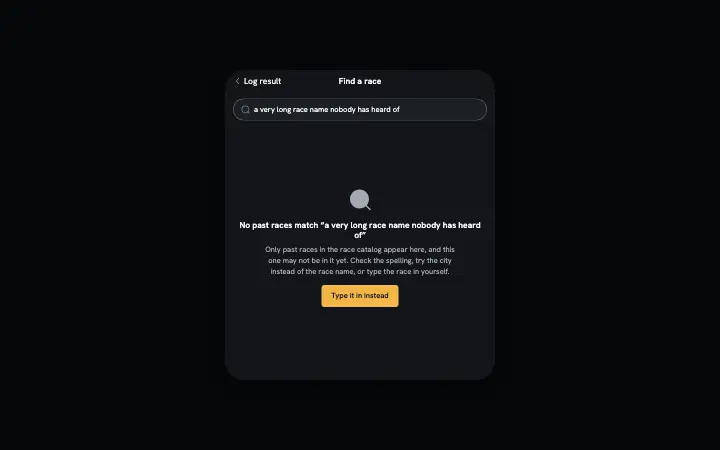 Log result
Find a race
a very long race name nobody has heard of
No past races match “a very long race name nobody has heard
of”
Only past races in the race catalog appear here, and this
one may not be in it yet. Check the spelling, try the city
instead of the race name, or type the race in yourself.
Type it in instead